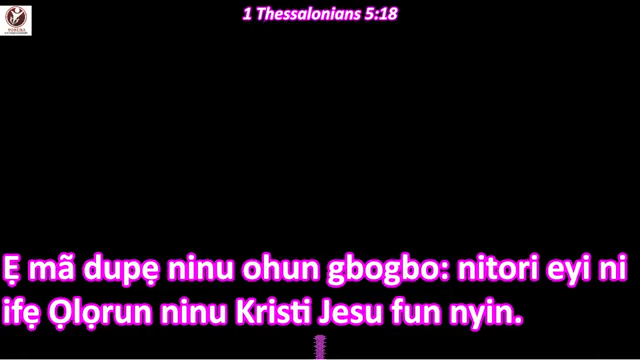 1 Thessalonians 5:18
Ẹ mã dupẹ ninu ohun gbogbo: nitori eyi ni
ifẹ Ọlọrun ninu Kristi Jesu fun nyin.